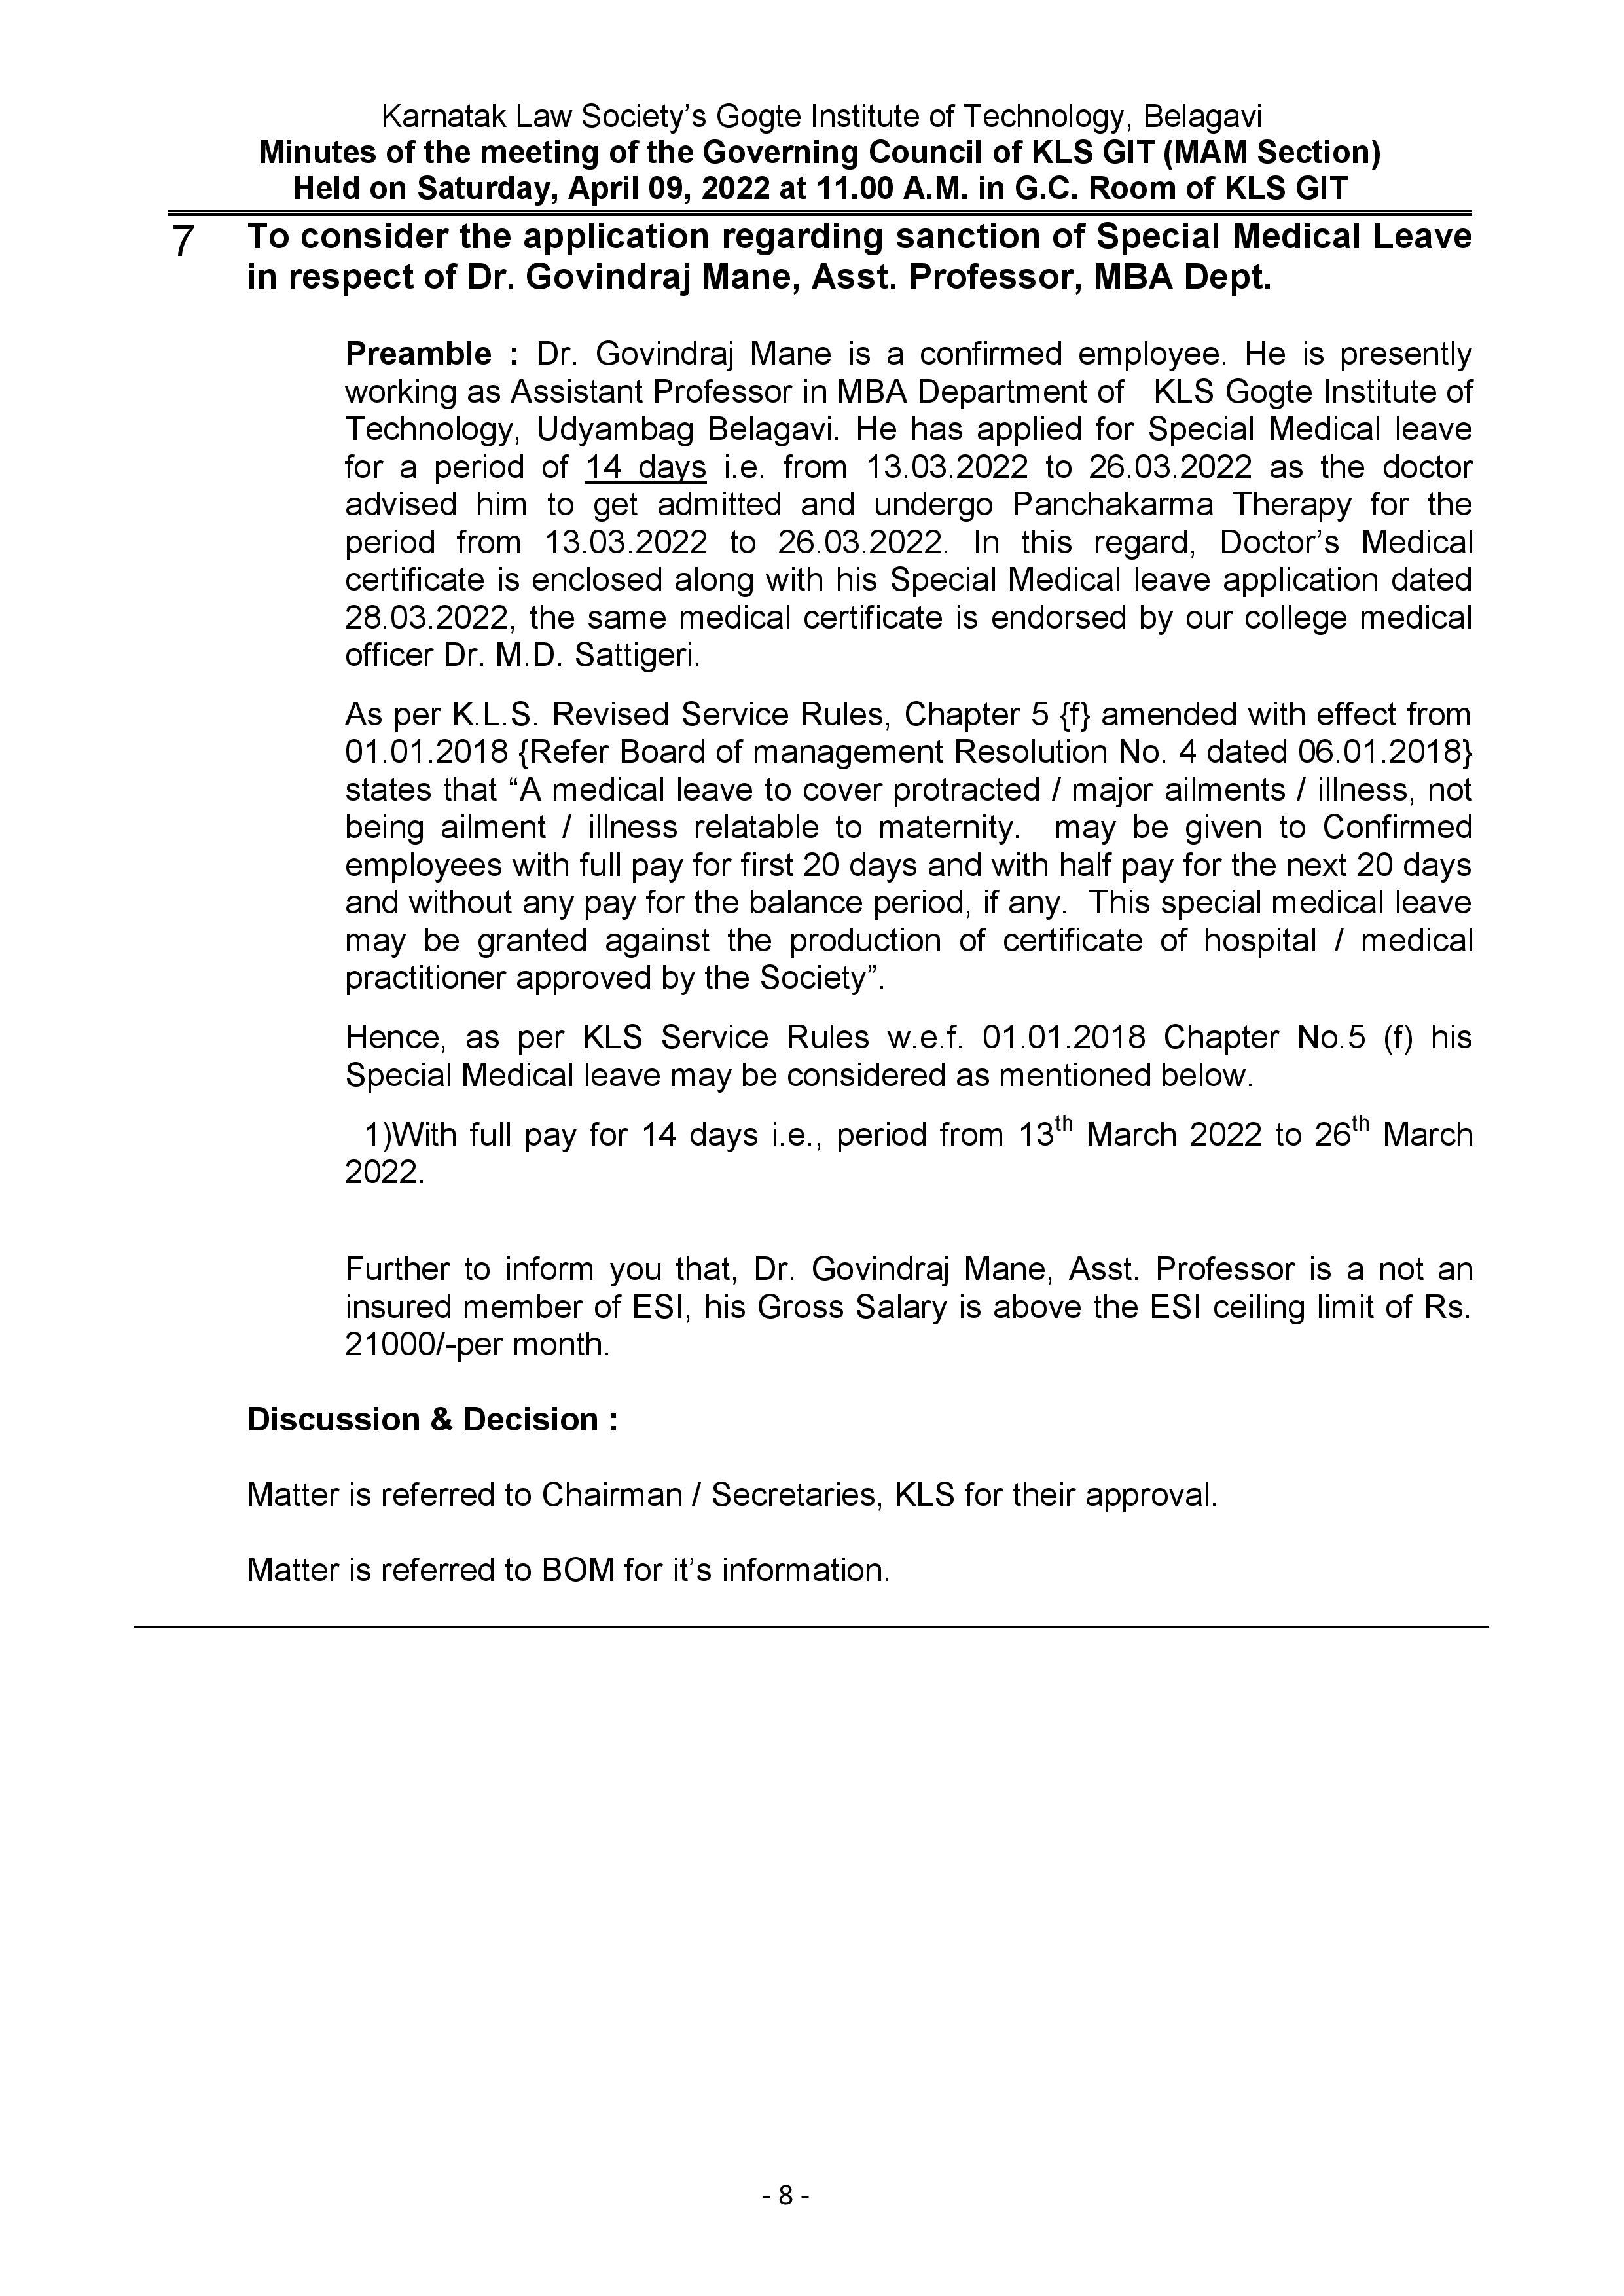 Karnatak Law Society’s Gogte Institute of Technology, Belagavi
Minutes of the meeting of the Governing Council of KLS GIT (MAM Section)
Held on Saturday, April 09, 2022 at 11.00 A.M. in G.C. Room of KLS GIT
7 To consider the application regarding sanction of Special Medical Leave
in respect of Dr. Govindraj Mane, Asst. Professor, MBA Dept.
Preamble : Dr. Govindraj Mane is a confirmed employee. He is presently
working as Assistant Professor in MBA Department of KLS Gogte Institute of
Technology, Udyambag Belagavi. He has applied for Special Medical leave
for a period of 14 days i.e. from 13.03.2022 to 26.03.2022 as the doctor
advised him to get admitted and undergo Panchakarma Therapy for the
period from 13.03.2022 to 26.03.2022. In this regard, Doctor’s Medical
certificate is enclosed along with his Special Medical leave application dated
28.03.2022, the same medical certificate is endorsed by our college medical
officer Dr. M.D. Sattigeri.
As per K.L.S. Revised Service Rules, Chapter 5 {f} amended with effect from
01.01.2018 {Refer Board of management Resolution No. 4 dated 06.01.2018}
states that “A medical leave to cover protracted / major ailments / illness, not
being ailment / illness relatable to maternity. may be given to Confirmed
employees with full pay for first 20 days and with half pay for the next 20 days
and without any pay for the balance period, if any. This special medical leave
may be granted against the production of certificate of hospital / medical
practitioner approved by the Society”.
Hence, as per KLS Service Rules w.e.f. 01.01.2018 Chapter No.5 (f) his
Special Medical leave may be considered as mentioned below.
1)With full pay for 14 days i.e., period from 13th March 2022 to 26th March
2022.
Further to inform you that, Dr. Govindraj Mane, Asst. Professor is a not an
insured member of ESI, his Gross Salary is above the ESI ceiling limit of Rs.
21000/-per month.
Discussion & Decision :
Matter is referred to Chairman / Secretaries, KLS for their approval.
Matter is referred to BOM for it’s information.
- 8 -